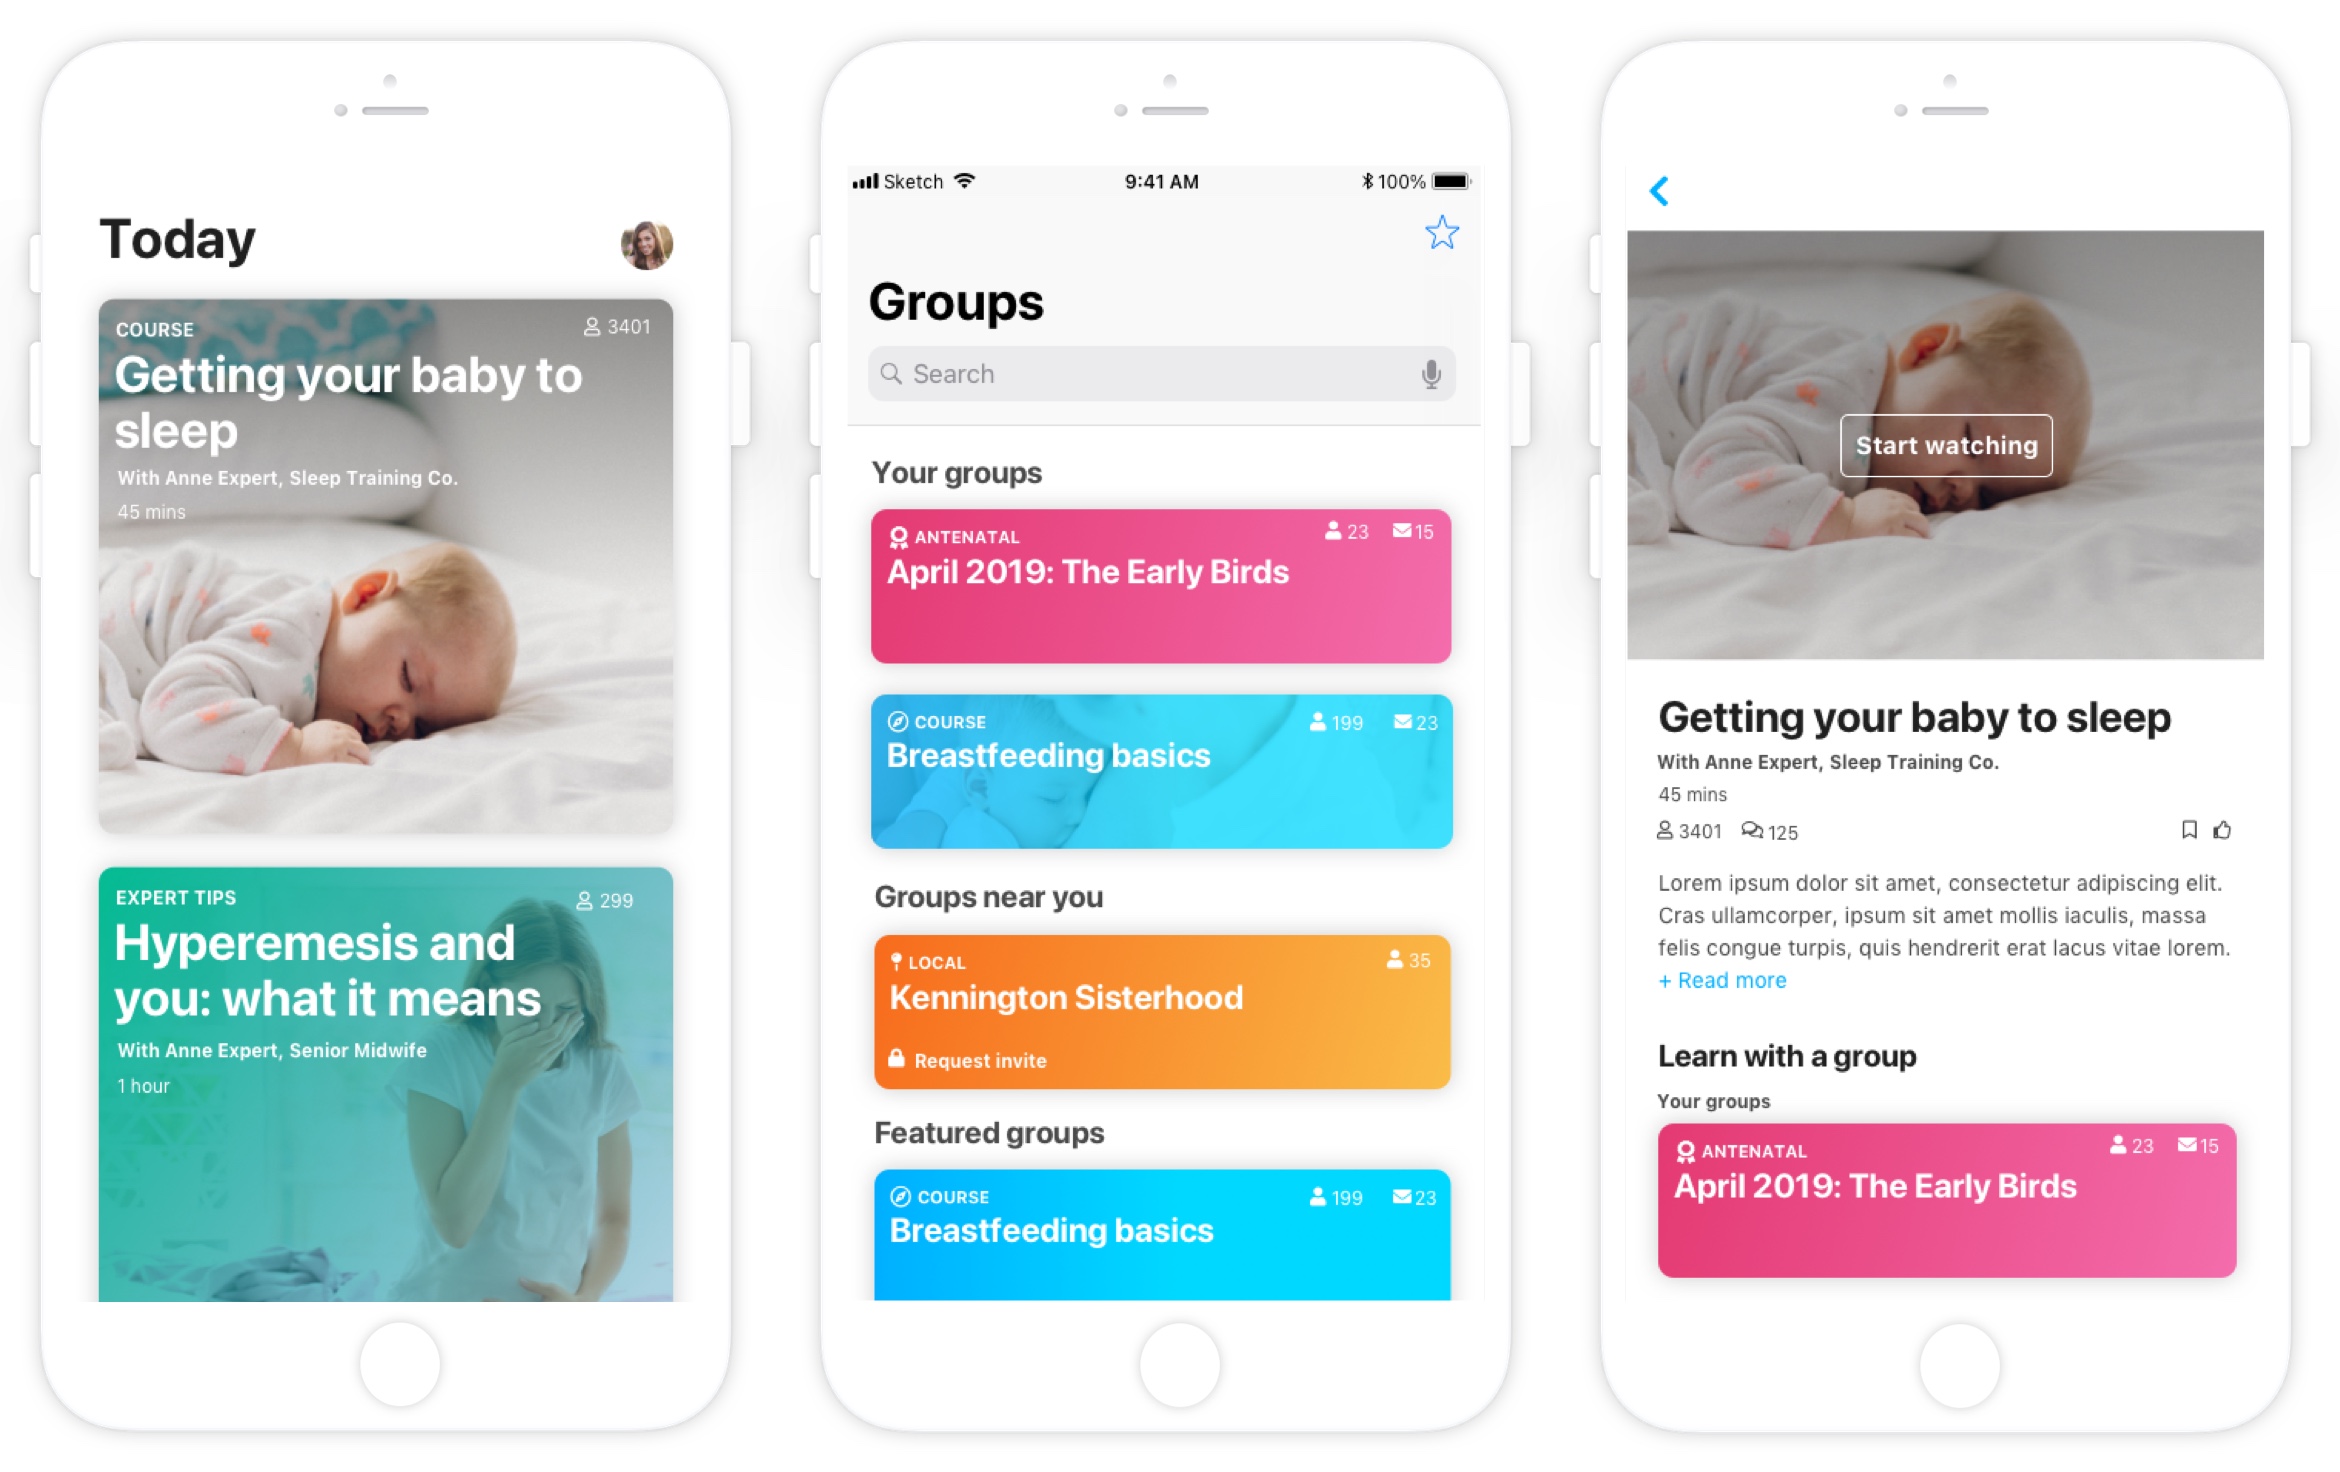 Today
COURSE
3401
Getting your baby to
sleep
With Anne Expert, Sleep Training Co.
45 mins
EXPERT TIPS
299
Hyperemesis and
you: what it means
With Anne Expert, Senior Midwife
1 hour
Sketch 9:41 AM 100%
Groups
Search
Your groups
ANTENATAL 23 15
April 2019: The Early Birds
COURSE 199 23
Breastfeeding basics
Groups near you
LOCAL 35
Kennington Sisterhood
Request invite
Featured groups
COURSE 199 23
Breastfeeding basics
Start watching
Getting your baby to sleep
With Anne Expert, Sleep Training Co.
45 mins
3401 125
Lorem ipsum dolor sit amet, consectetur adipiscing elit.
Cras ullamcorper, ipsum sit amet mollis iaculis, massa
felis congue turpis, quis hendrerit erat lacus vitae lorem.
+ Read more
Learn with a group
Your groups
ANTENATAL 23 15
April 2019: The Early Birds